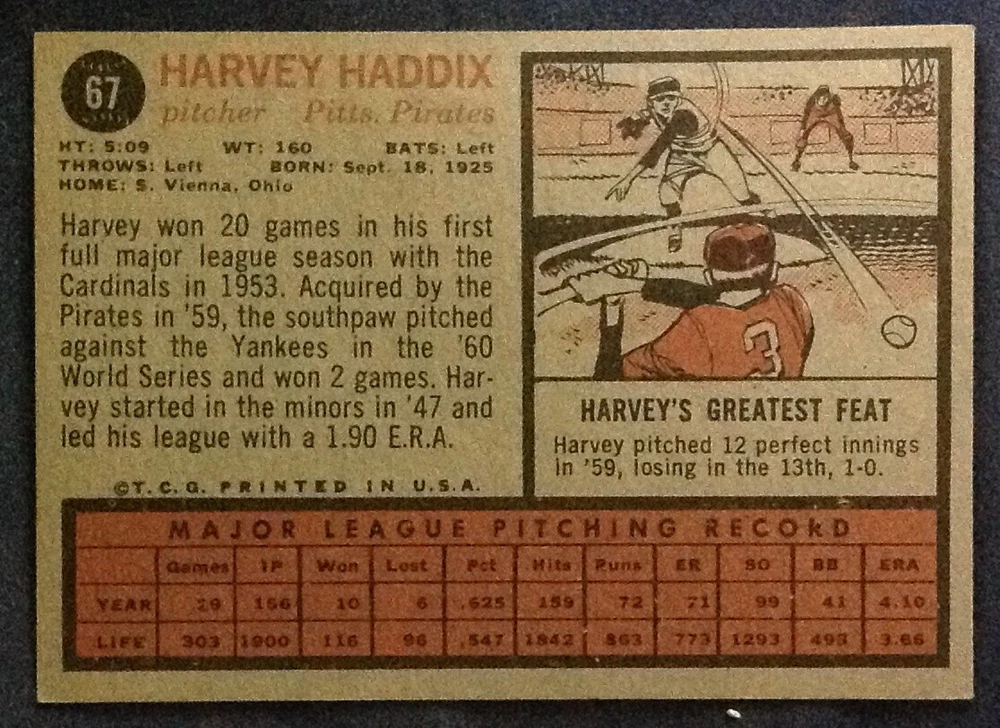 67
HARVEY HADDIX
pitcher Pitts. Pirates
HT: 5:09 WT: 160 BATS: Left
THROWS: Left BORN: Sept. 18, 1925
HOME: S. Vienna, Ohio
Harvey won 20 games in his first
full major league season with the
Cardinals in 1953. Acquired by the
Pirates in '59, the southpaw pitched
against the Yankees in the '60
World Series and won 2 games. Har-
vey started in the minors in '47 and
led his league with a 1.90 E.R.A.
©T.C.G. PRINTED IN U.S.A.
3
HARVEY'S GREATEST FEAT
Harvey pitched 12 perfect innings
in '59, losing in the 13th, 1-0.
MAJOR LEAGUE PITCHING RECORD
Games IP Won Lost Pct Hits Runs ER SO BB ERA
YEAR 29 156 10 6 .625 159 72 71 99 41 4.10
LIFE 303 1900 116 96 .547 1842 863 773 1293 493 3.66